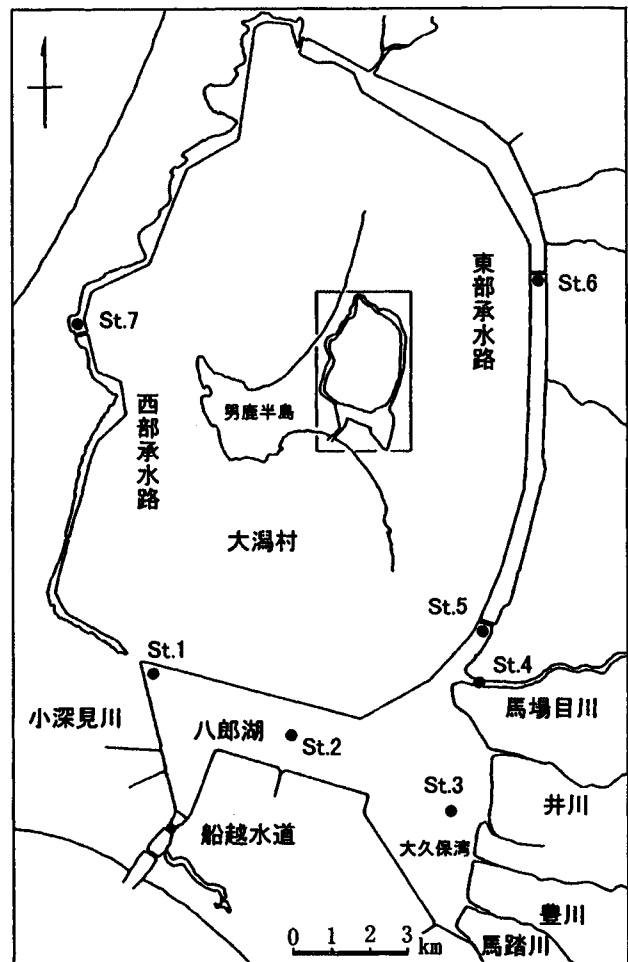 東部承水路
St.6
St.7
男鹿半島
西部承水路
大潟村
St.5
St.1
St.4
小深見川
八郎湖
St.2
馬場目川
St.3
井川
船越水道
大久保湾
豊川
馬踏川
0 1 2 3
km